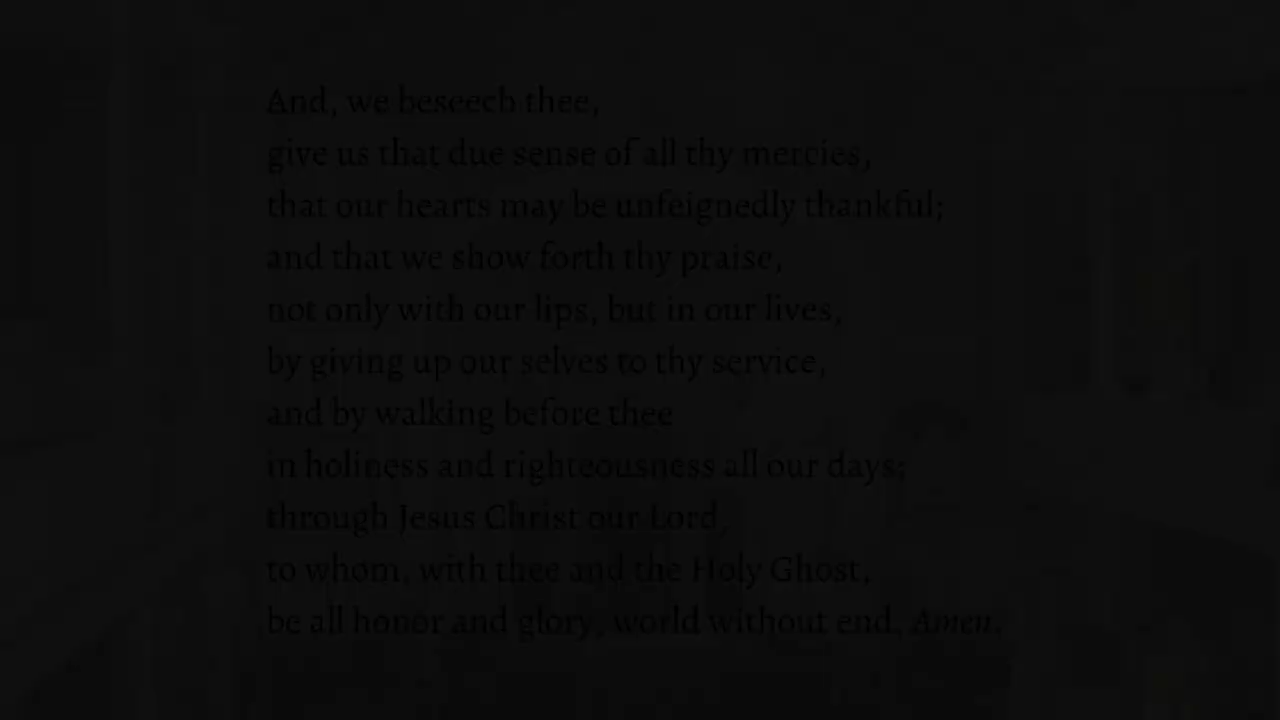 And, we beseech thee,
give us that due sense of all thy mercies,
that our hearts may be unfeignedly thankful;
and that we show forth thy praise,
not only with our lips, but in our lives,
by giving up our selves to thy service,
and by walking before thee
in holiness and righteousness all our days;
through Jesus Christ our Lord,
to whom, with thee and the Holy Ghost,
be all honor and glory, world without end. Amen.